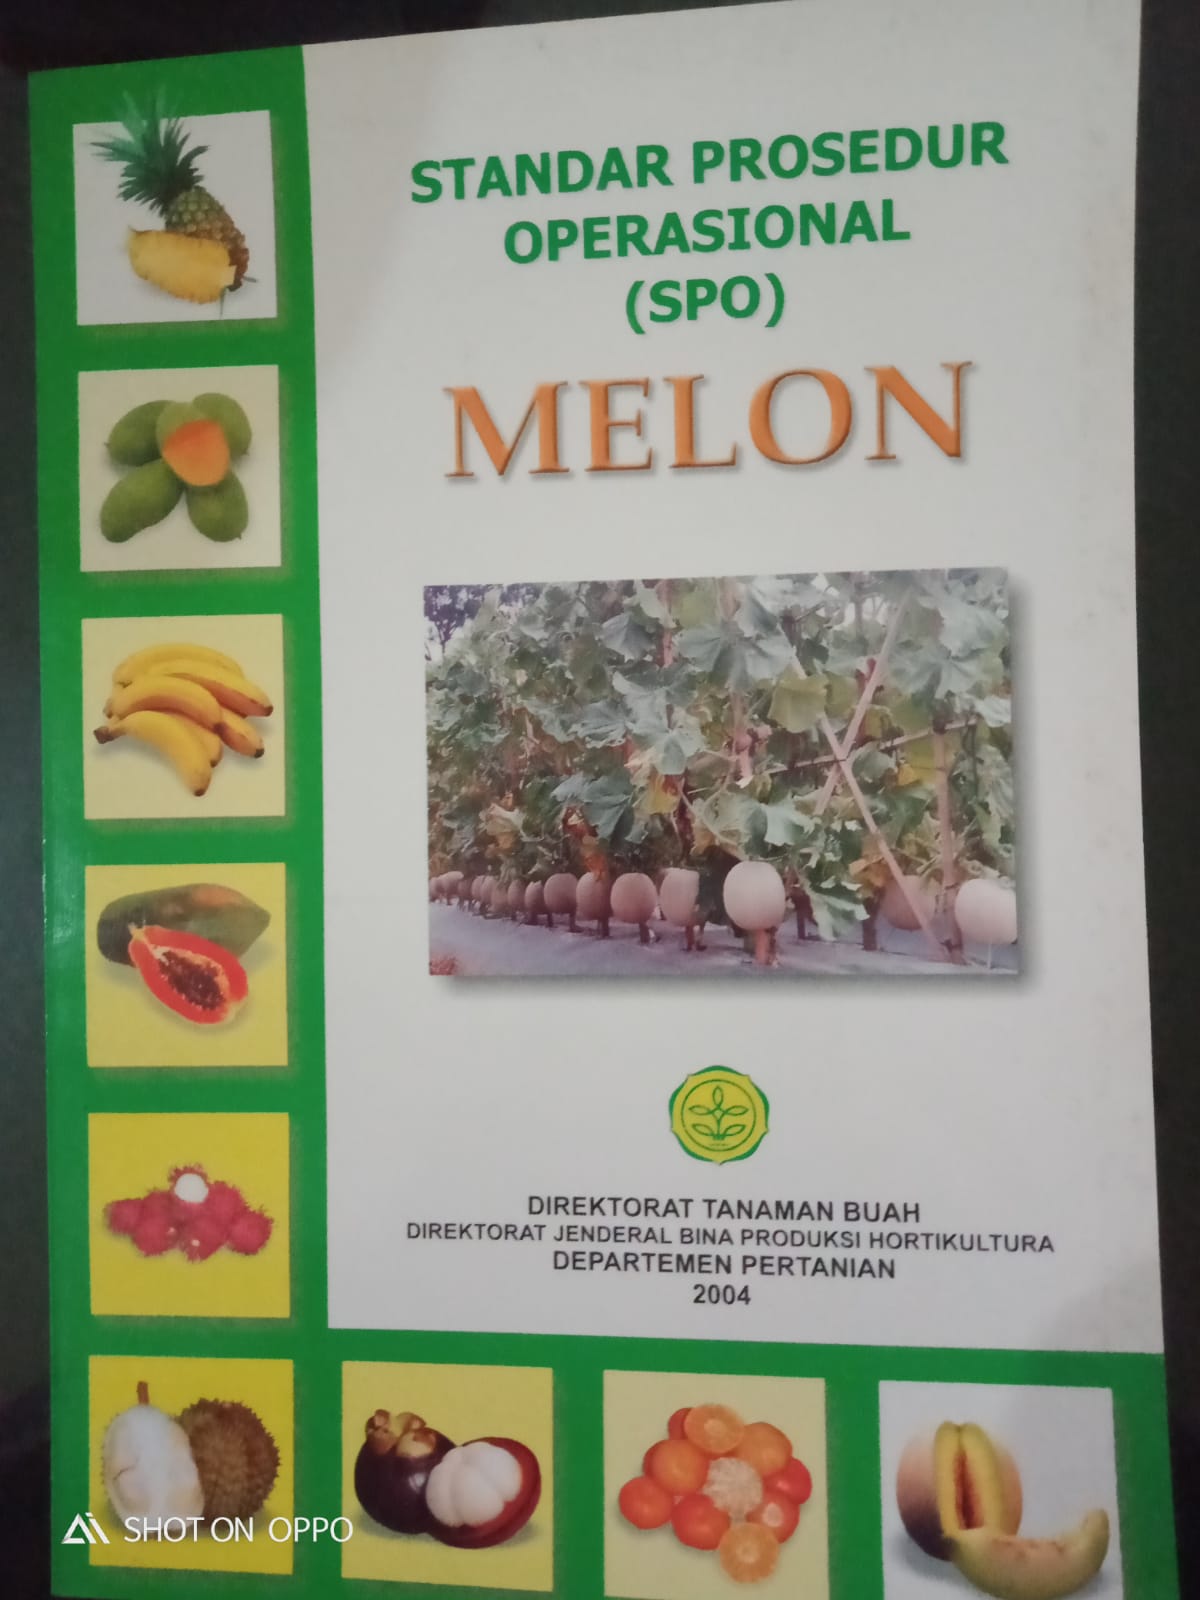 STANDAR PROSEDUR
OPERASIONAL
(SPO)
MELON
DIREKTORAT TANAMAN BUAH
DIREKTORAT JENDERAL BINA PRODUKSI HORTIKULTURA
DEPARTEMEN PERTANIAN
2004
SHOT ON OPPO